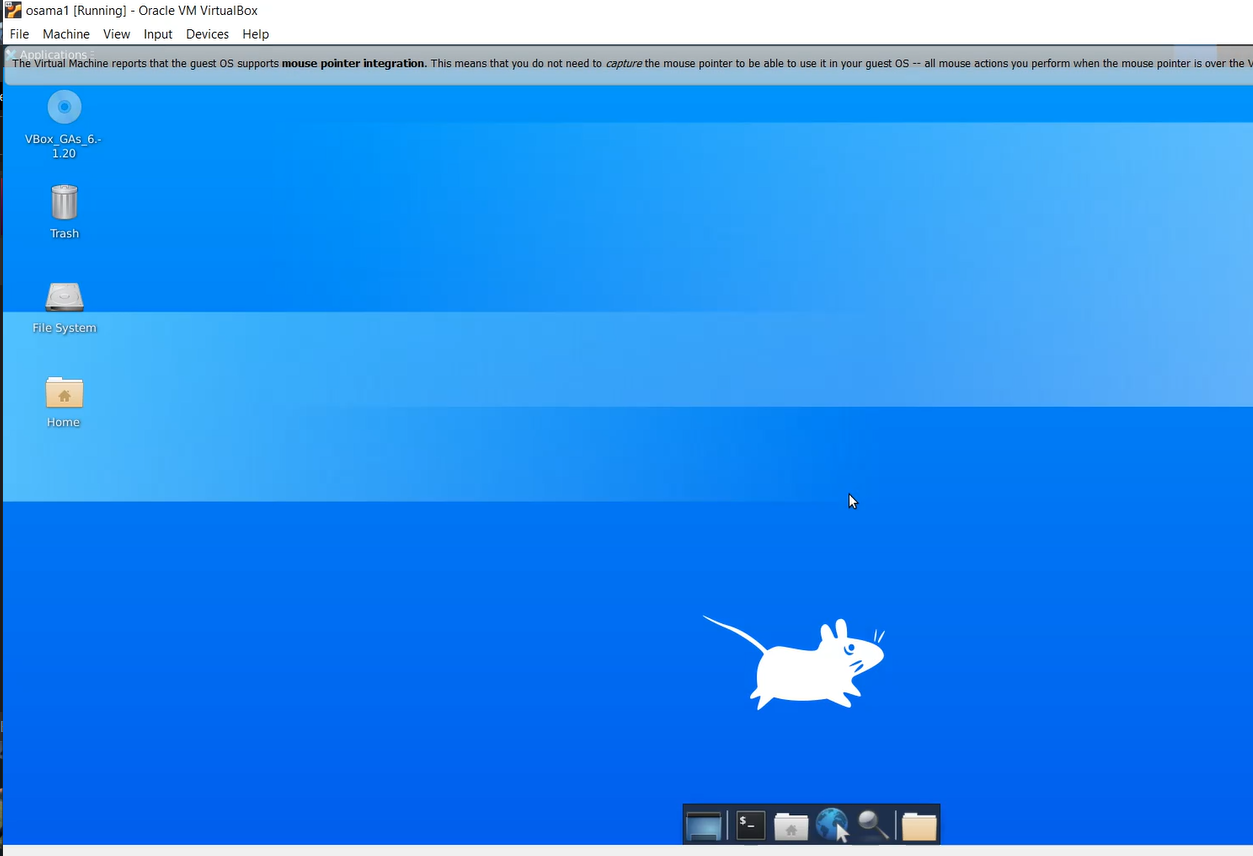 osama1 [Running] - Oracle VM VirtualBox
File Machine View Input Devices Help
Applications
The Virtual Machine reports that the guest OS supports mouse pointer integration. This means that you do not need to capture the mouse pointer to be able to use it in your guest OS -- all mouse actions you perform when the mouse pointer is over the V
VBox_GAs_6.-
1.20
Trash
File System
Home
$_